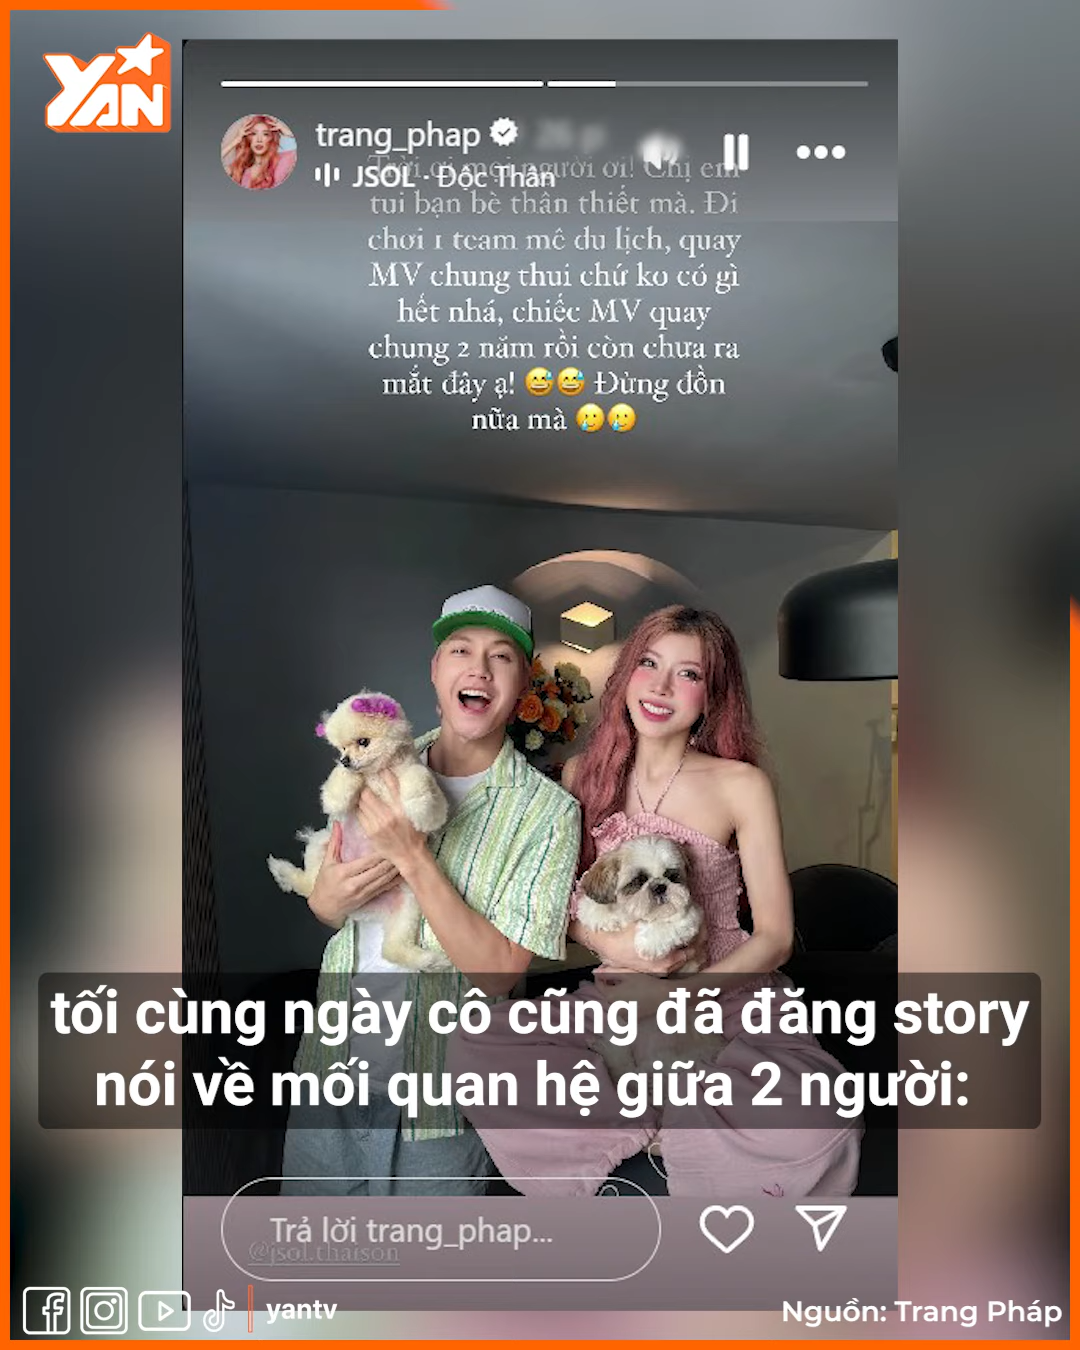 YAN
trang_phap
JSOL · Độc Thân
Trời ơi mọi người ơi! Chị em
tui bạn bè thân thiết mà. Đi
chơi 1 team mê du lịch, quay
MV chung thui chứ ko có gì
hết nhá, chiếc MV quay
chung 2 năm rồi còn chưa ra
mắt đây ạ! 😅😅 Đừng đồn
nữa mà 🥲🥲
tối cùng ngày cô cũng đã đăng story
nói về mối quan hệ giữa 2 người:
Trả lời trang_phap...
@jsol.thaison
yantv
Nguồn: Trang Pháp